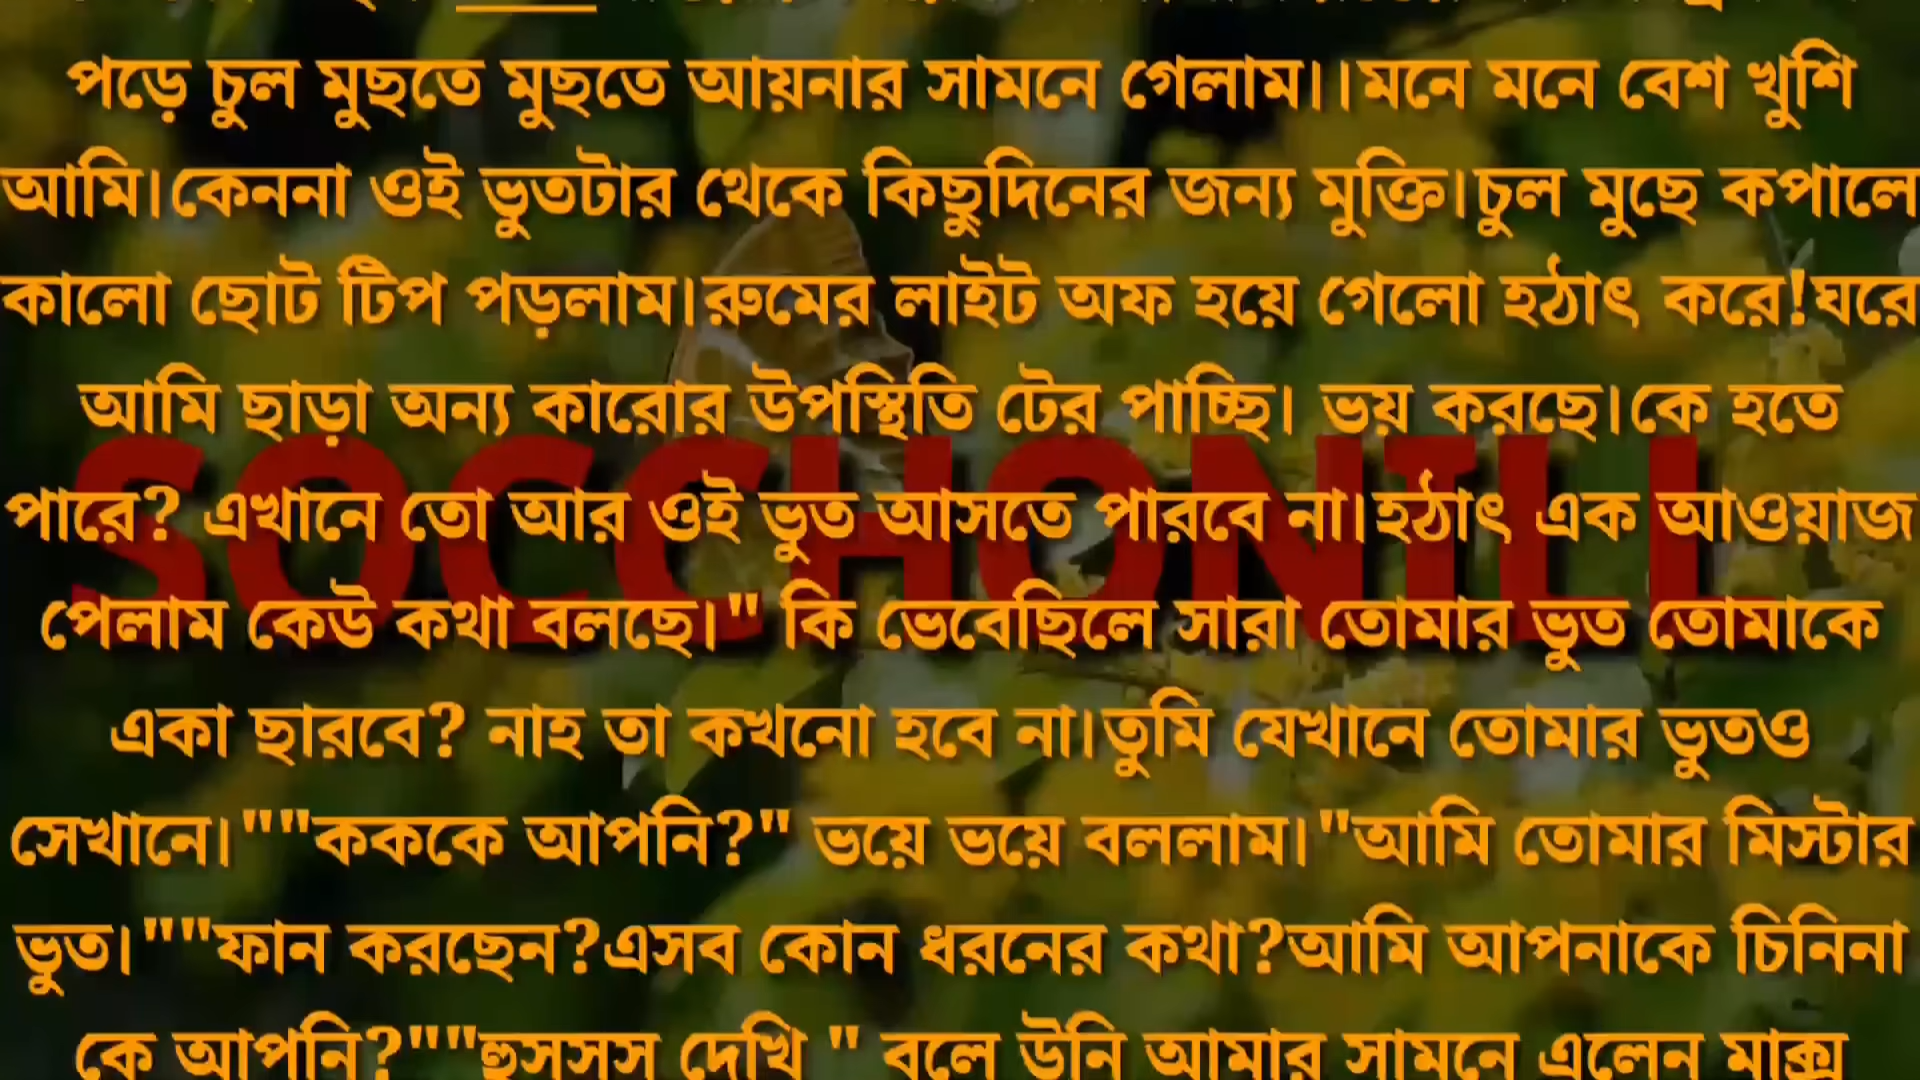 পড়ে চুল মুছতে মুছতে আয়নার সামনে গেলাম।।মনে মনে বেশ খুশি
আমি।কেননা ওই ভুতটার থেকে কিছুদিনের জন্য মুক্তি।চুল মুছে কপালে
কালো ছোট টিপ পড়লাম।রুমের লাইট অফ হয়ে গেলো হঠাৎ করে!ঘরে
আমি ছাড়া অন্য কারোর উপস্থিতি টের পাচ্ছি। ভয় করছে।কে হতে
পারে? এখানে তো আর ওই ভুত আসতে পারবে না।হঠাৎ এক আওয়াজ
SOCCHONILL
পেলাম কেউ কথা বলছে।" কি ভেবেছিলে সারা তোমার ভুত তোমাকে
একা ছারবে? নাহ তা কখনো হবে না।তুমি যেখানে তোমার ভুতও
সেখানে।""কককে আপনি?" ভয়ে ভয়ে বললাম।"আমি তোমার মিস্টার
ভুত।""ফান করছেন?এসব কোন ধরনের কথা?আমি আপনাকে চিনিনা
কে আপনি?""হুসসস দেখি " বলে উনি আমার সামনে এলেন মাক্স